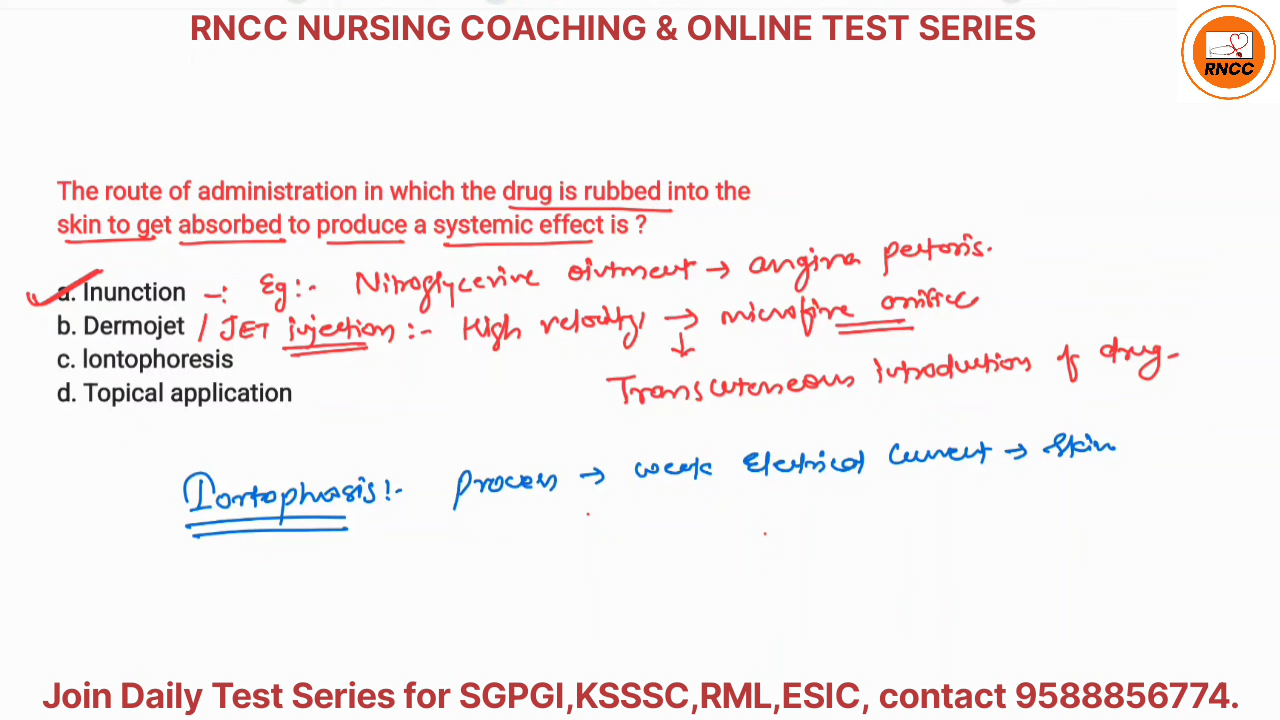 RNCC NURSING COACHING & ONLINE TEST SERIES
RNCC
The route of administration in which the drug is rubbed into the
skin to get absorbed to produce a systemic effect is ?
a. Inunction -: Eg:- Nitroglycerine ointment → angina pectoris.
b. Dermojet / JET injection :- High velocity → microfine orifice
↓
Transcutaneous introduction of drug-
c. Iontophoresis
d. Topical application
Iontophrasis:- process → weak Electrical Current → Skin
Join Daily Test Series for SGPGI,KSSSC,RML,ESIC, contact 9588856774.